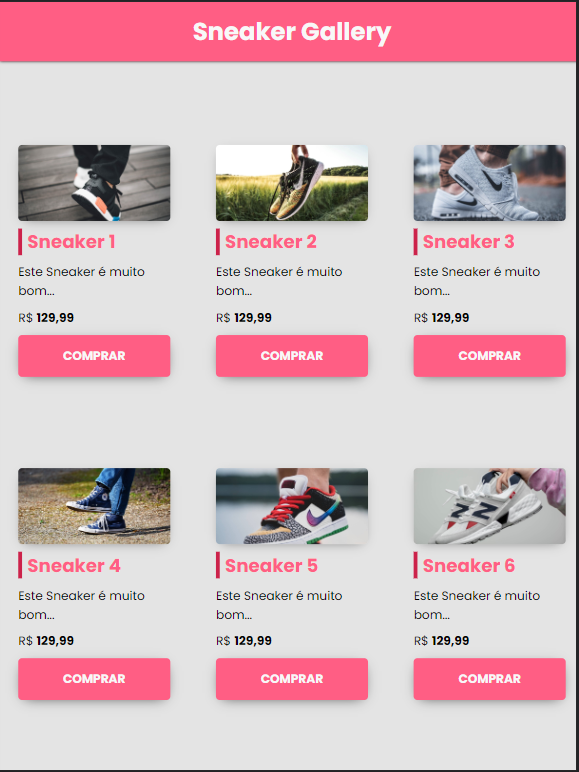 Sneaker Gallery
Sneaker 1
Este Sneaker é muito
bom...
R$ 129,99
COMPRAR
Sneaker 2
Este Sneaker é muito
bom...
R$ 129,99
COMPRAR
Sneaker 3
Este Sneaker é muito
bom...
R$ 129,99
COMPRAR
Sneaker 4
Este Sneaker é muito
bom...
R$ 129,99
COMPRAR
Sneaker 5
Este Sneaker é muito
bom...
R$ 129,99
COMPRAR
Sneaker 6
Este Sneaker é muito
bom...
R$ 129,99
COMPRAR